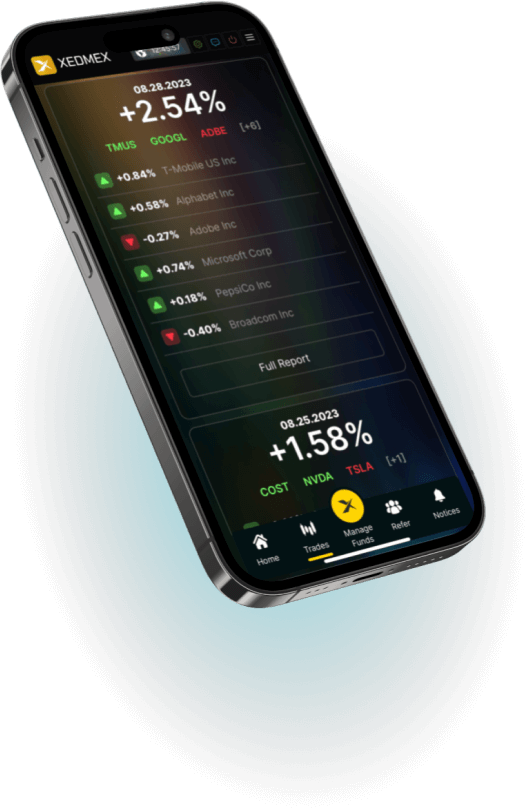 XEDMEX
08.28.2023
+2.54%
TMUS GOOGL ADBE [+6]
+0.84% T-Mobile US Inc
+0.58% Alphabet Inc
-0.27% Adobe Inc
+0.74% Microsoft Corp
+0.18% PepsiCo Inc
-0.40% Broadcom Inc
Full Report
08.25.2023
+1.58%
COST NVDA TSLA [+1]
Home Trades Manage Funds Refer Notices